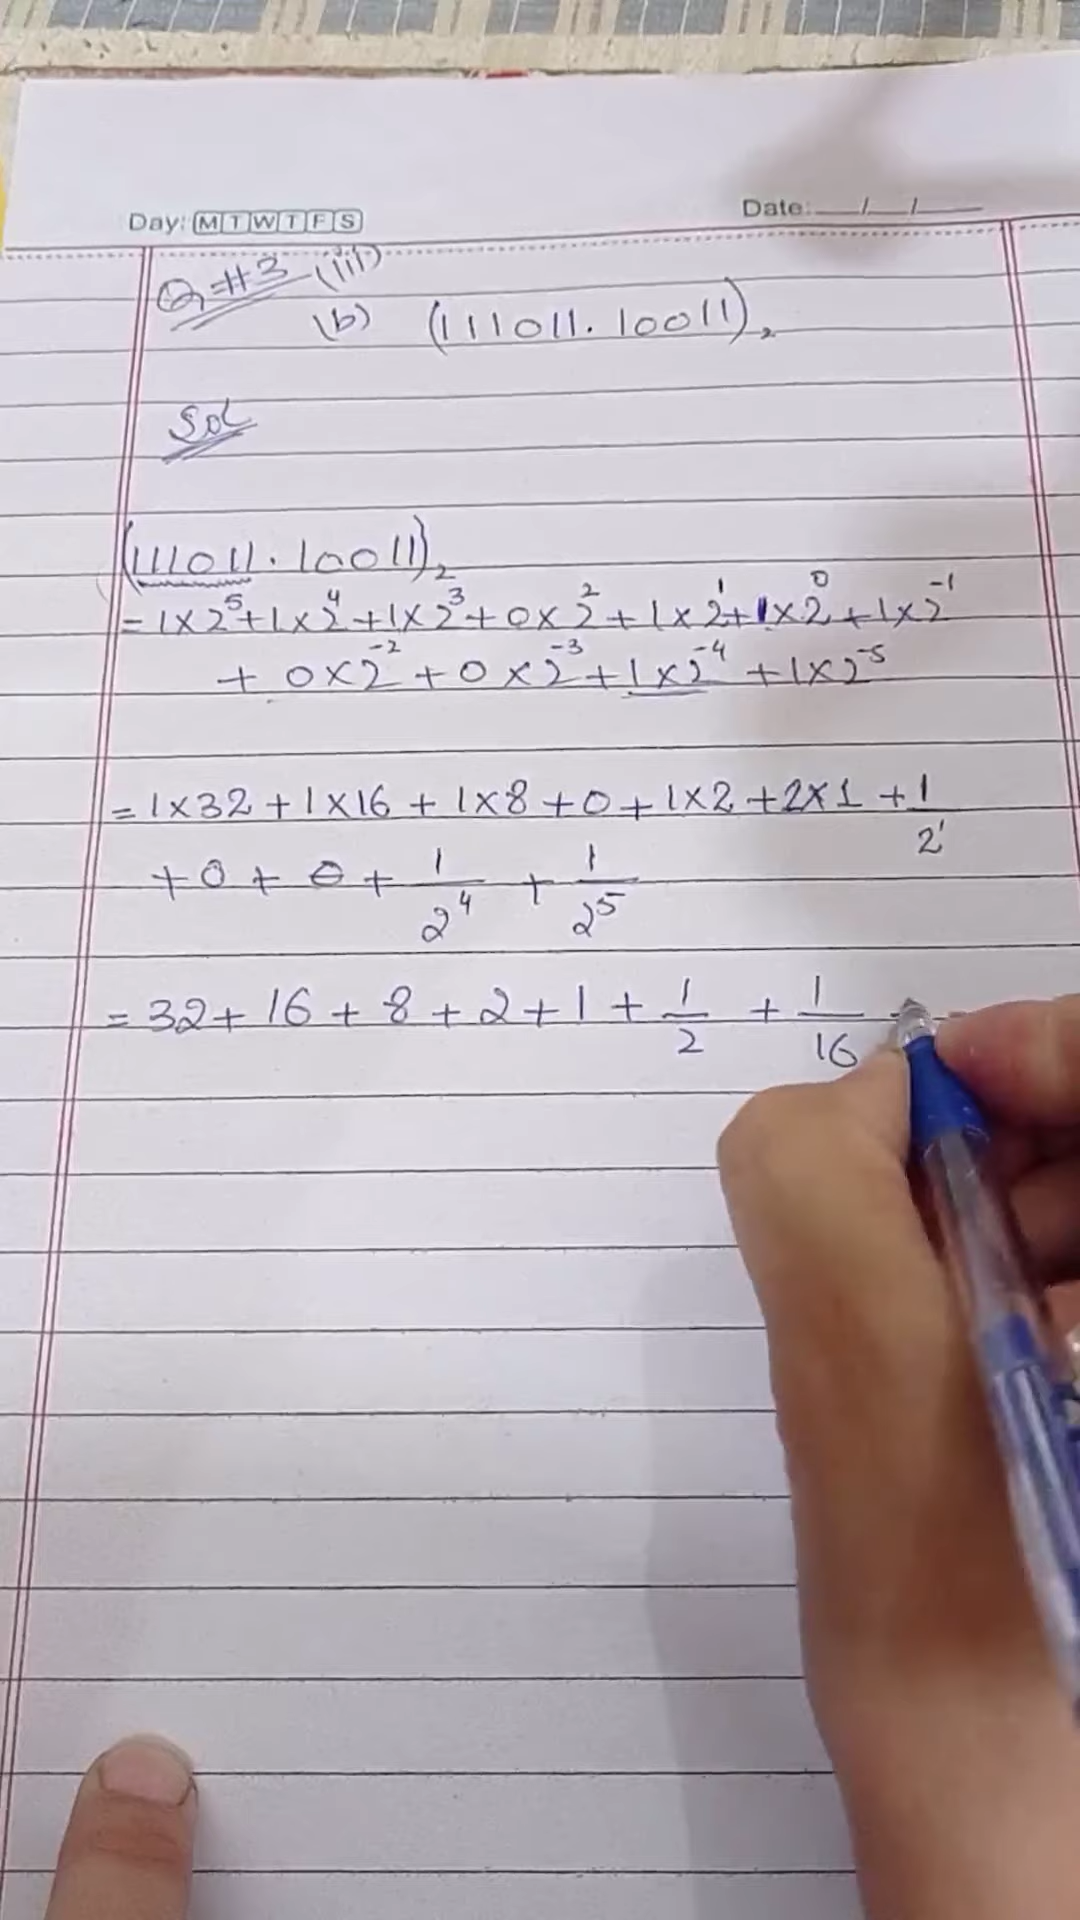 Day: M T W T F S Date: __/__/__
Q#3 (iii)
(b) (111011.10011)₂
Sol
(111011.10011)₂
= 1×2⁵+1×2⁴+1×2³+0×2²+1×2¹+1×2⁰+1×2⁻¹
+ 0×2⁻²+0×2⁻³+1×2⁻⁴+1×2⁻⁵
= 1×32+1×16+1×8+0+1×2+2×1+1/2¹
+0+0+1/2⁴+1/2⁵
= 32+16+8+2+1+1/2+1/16